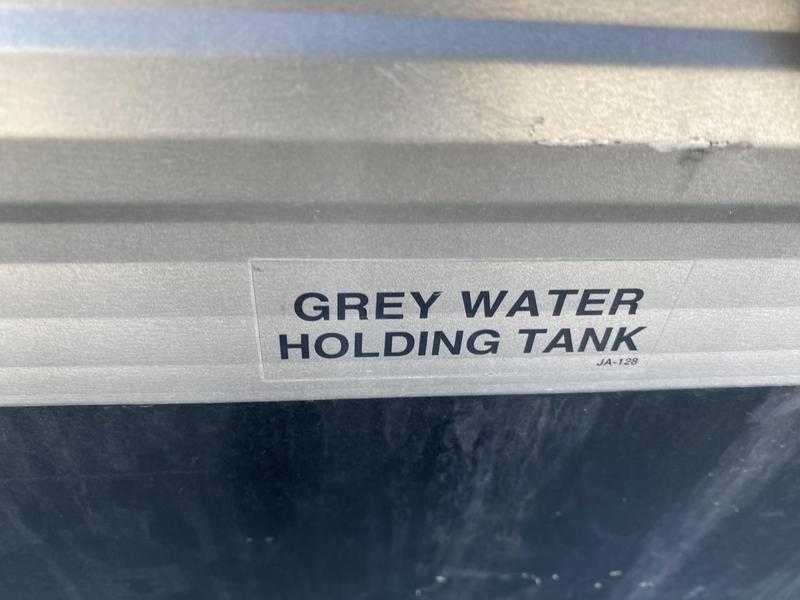 GREY WATER
HOLDING TANK
JA-128